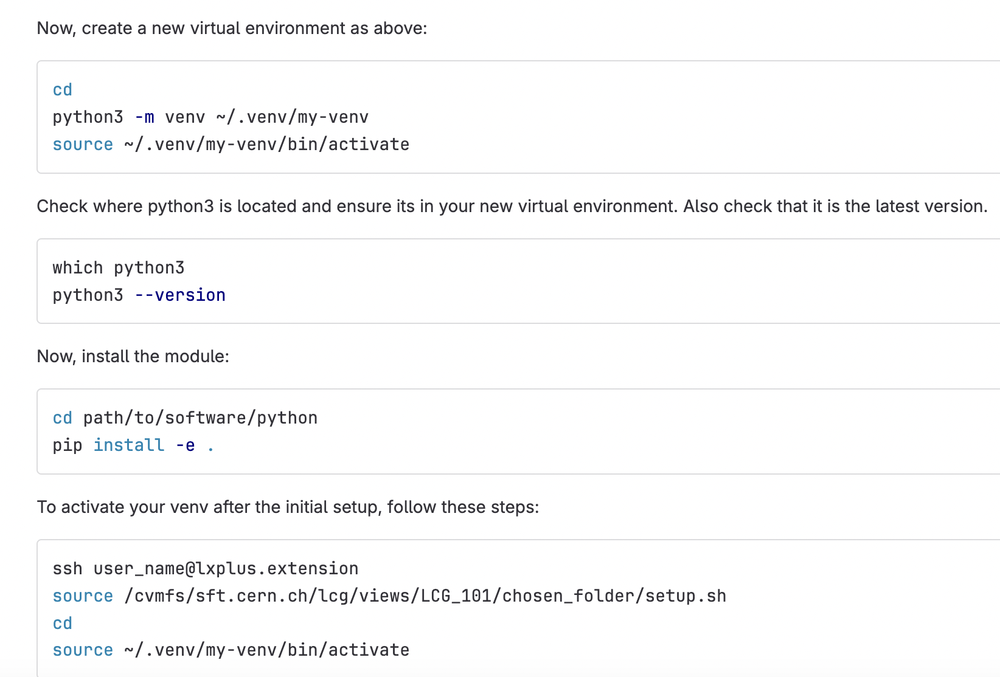 Now, create a new virtual environment as above:
cd
python3 -m venv ~/.venv/my-venv
source ~/.venv/my-venv/bin/activate
Check where python3 is located and ensure its in your new virtual environment. Also check that it is the latest version.
which python3
python3 --version
Now, install the module:
cd path/to/software/python
pip install -e .
To activate your venv after the initial setup, follow these steps:
ssh user_name@lxplus.extension
source /cvmfs/sft.cern.ch/lcg/views/LCG_101/chosen_folder/setup.sh
cd
source ~/.venv/my-venv/bin/activate